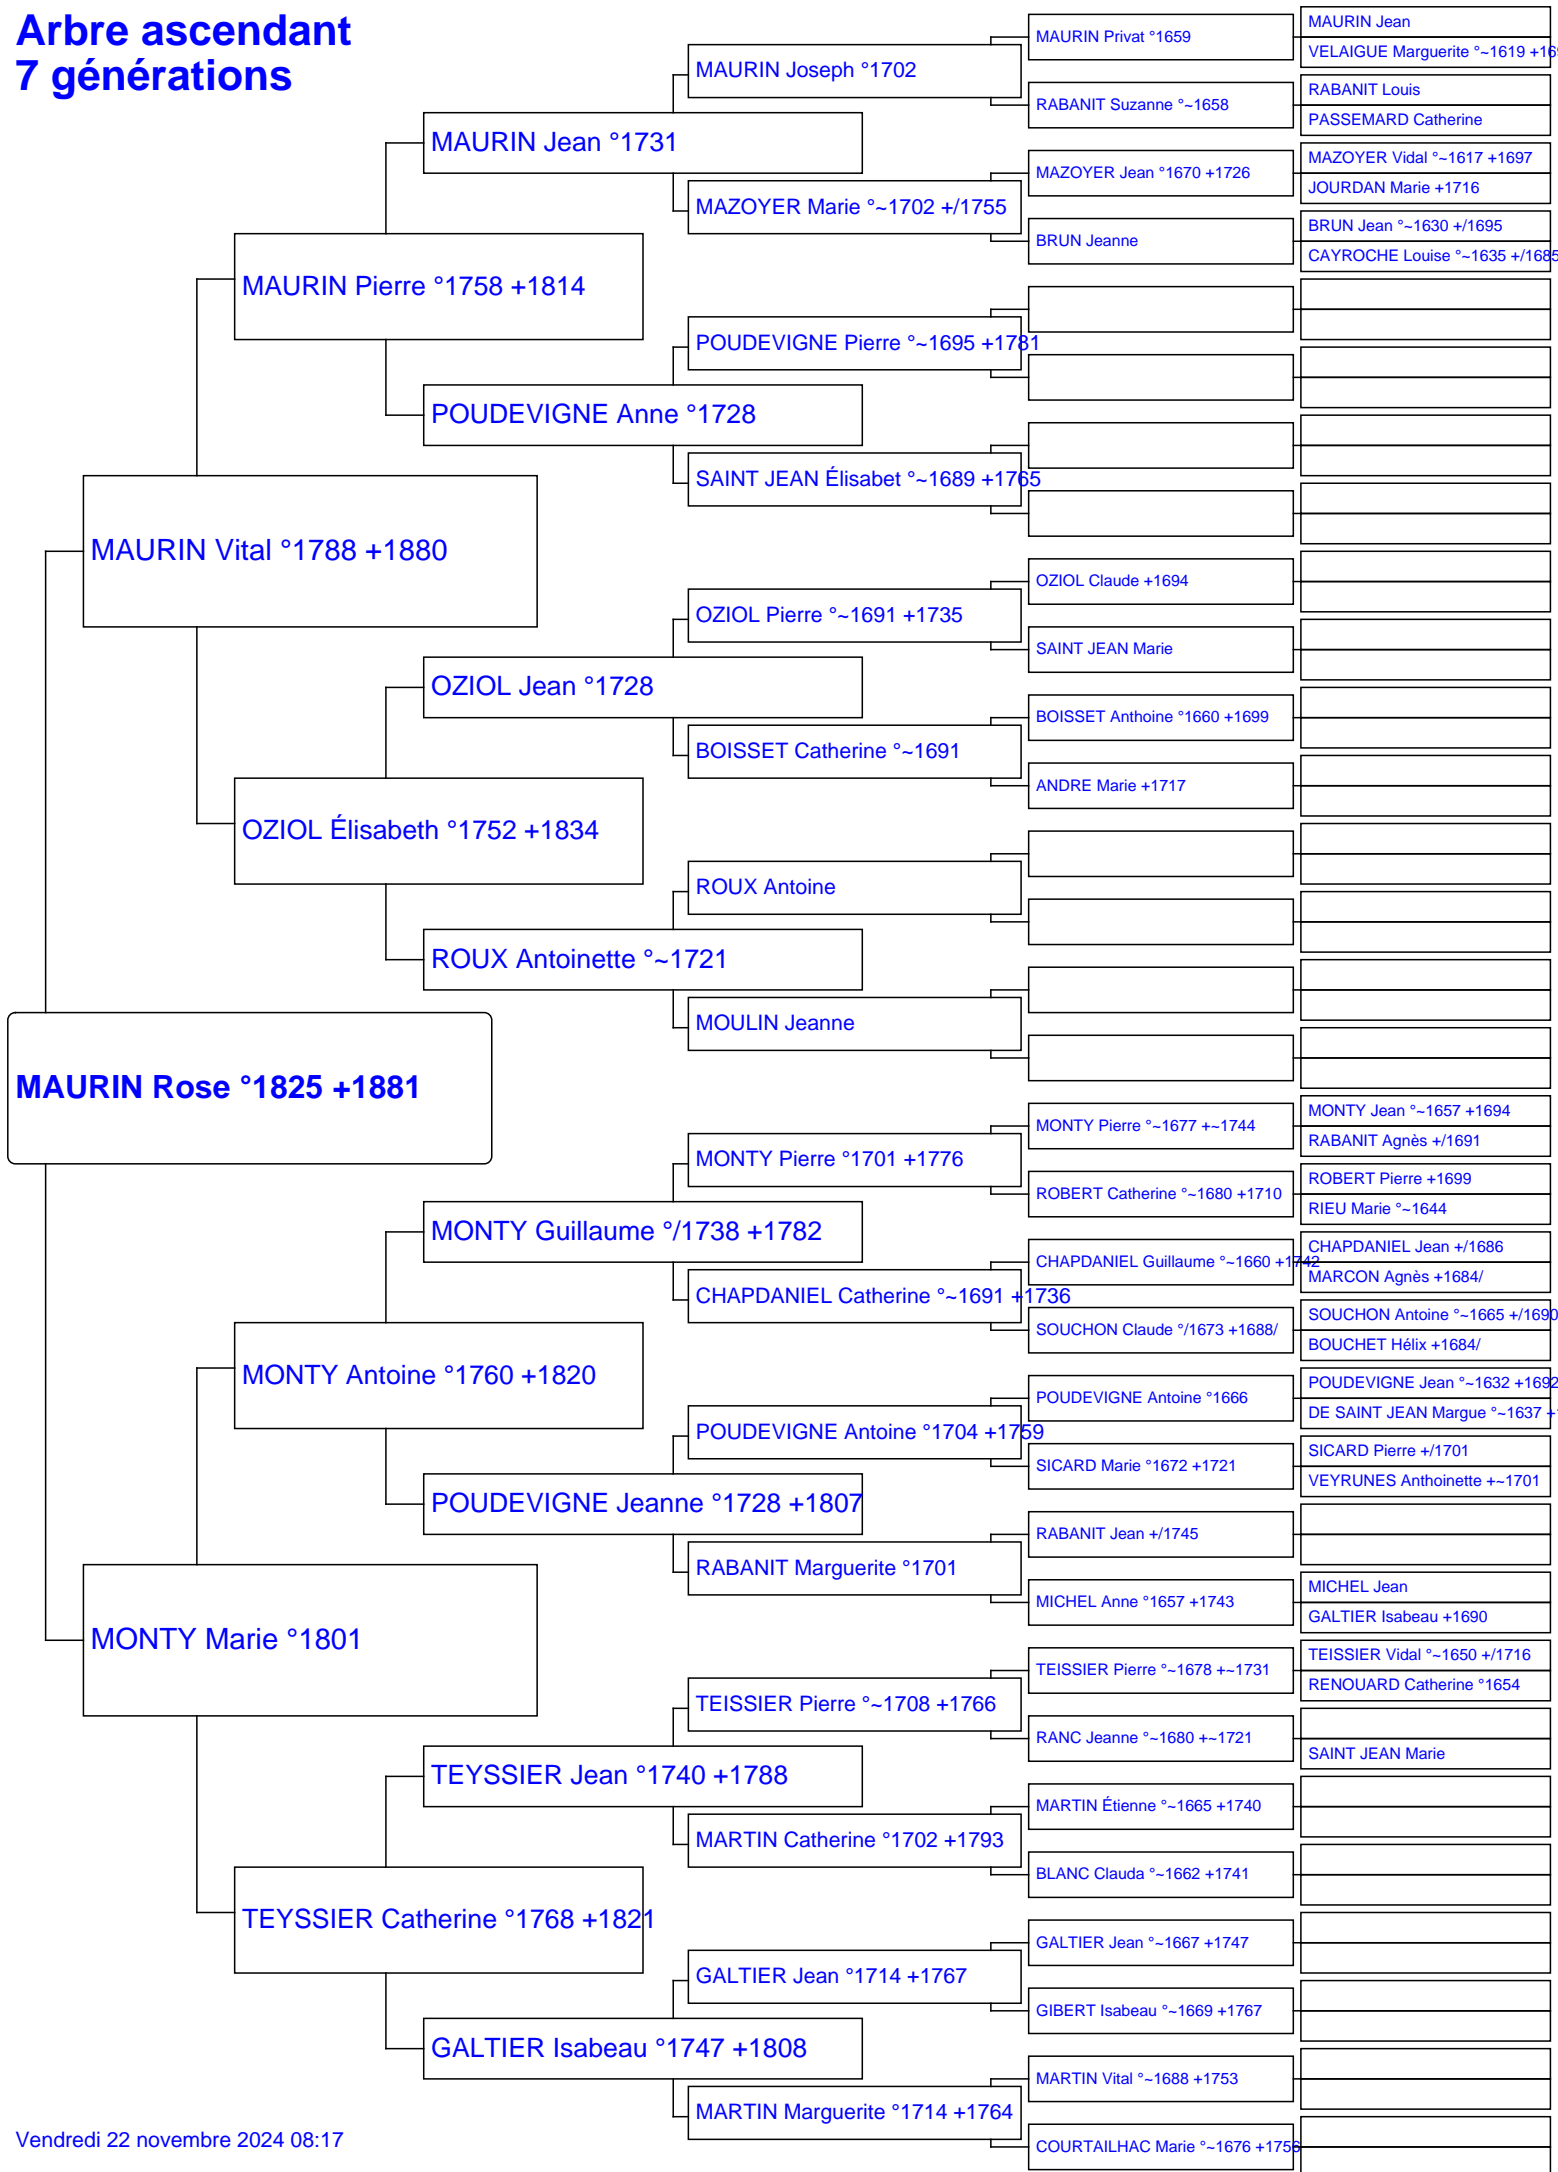 Arbre ascendant
7 générations
MAURIN Rose °1825 +1881
MAURIN Vital °1788 +1880
MONTY Marie °1801
MAURIN Pierre °1758 +1814
OZIOL Élisabeth °1752 +1834
MONTY Antoine °1760 +1820
TEYSSIER Catherine °1768 +1821
MAURIN Jean °1731
POUDEVIGNE Anne °1728
OZIOL Jean °1728
ROUX Antoinette °~1721
MONTY Guillaume °/1738 +1782
POUDEVIGNE Jeanne °1728 +1807
TEYSSIER Jean °1740 +1788
GALTIER Isabeau °1747 +1808
MAURIN Joseph °1702
MAZOYER Marie °~1702 +/1755
POUDEVIGNE Pierre °~1695 +1781
SAINT JEAN Élisabet °~1689 +1765
OZIOL Pierre °~1691 +1735
BOISSET Catherine °~1691
ROUX Antoine
MOULIN Jeanne
MONTY Pierre °1701 +1776
CHAPDANIEL Catherine °~1691 +1736
POUDEVIGNE Antoine °1704 +1759
RABANIT Marguerite °1701
TEISSIER Pierre °~1708 +1766
MARTIN Catherine °1702 +1793
GALTIER Jean °1714 +1767
MARTIN Marguerite °1714 +1764
MAURIN Privat °1659
RABANIT Suzanne °~1658
MAZOYER Jean °1670 +1726
BRUN Jeanne
OZIOL Claude +1694
SAINT JEAN Marie
BOISSET Anthoine °1660 +1699
ANDRE Marie +1717
MONTY Pierre °~1677 +~1744
ROBERT Catherine °~1680 +1710
CHAPDANIEL Guillaume °~1660 +1742
SOUCHON Claude °/1673 +1688/
POUDEVIGNE Antoine °1666
SICARD Marie °1672 +1721
RABANIT Jean +/1745
MICHEL Anne °1657 +1743
TEISSIER Pierre °~1678 +~1731
RANC Jeanne °~1680 +~1721
MARTIN Étienne °~1665 +1740
BLANC Clauda °~1662 +1741
GALTIER Jean °~1667 +1747
GIBERT Isabeau °~1669 +1767
MARTIN Vital °~1688 +1753
COURTAILHAC Marie °~1676 +1756
MAURIN Jean
VELAIGUE Marguerite °~1619
RABANIT Louis
PASSEMARD Catherine
MAZOYER Vidal °~1617 +1697
JOURDAN Marie +1716
BRUN Jean °~1630 +/1695
CAYROCHE Louise °~1635 +/1685
MONTY Jean °~1657 +1694
RABANIT Agnès +/1691
ROBERT Pierre +1699
RIEU Marie °~1644
CHAPDANIEL Jean +/1686
MARCON Agnès +1684/
SOUCHON Antoine °~1665 +/1690
BOUCHET Hélix +1684/
POUDEVIGNE Jean °~1632 +1692
DE SAINT JEAN Margue °~1637
SICARD Pierre +/1701
VEYRUNES Anthoinette +~1701
MICHEL Jean
GALTIER Isabeau +1690
TEISSIER Vidal °~1650 +/1716
RENOUARD Catherine °1654
SAINT JEAN Marie
Vendredi 22 novembre 2024 08:17